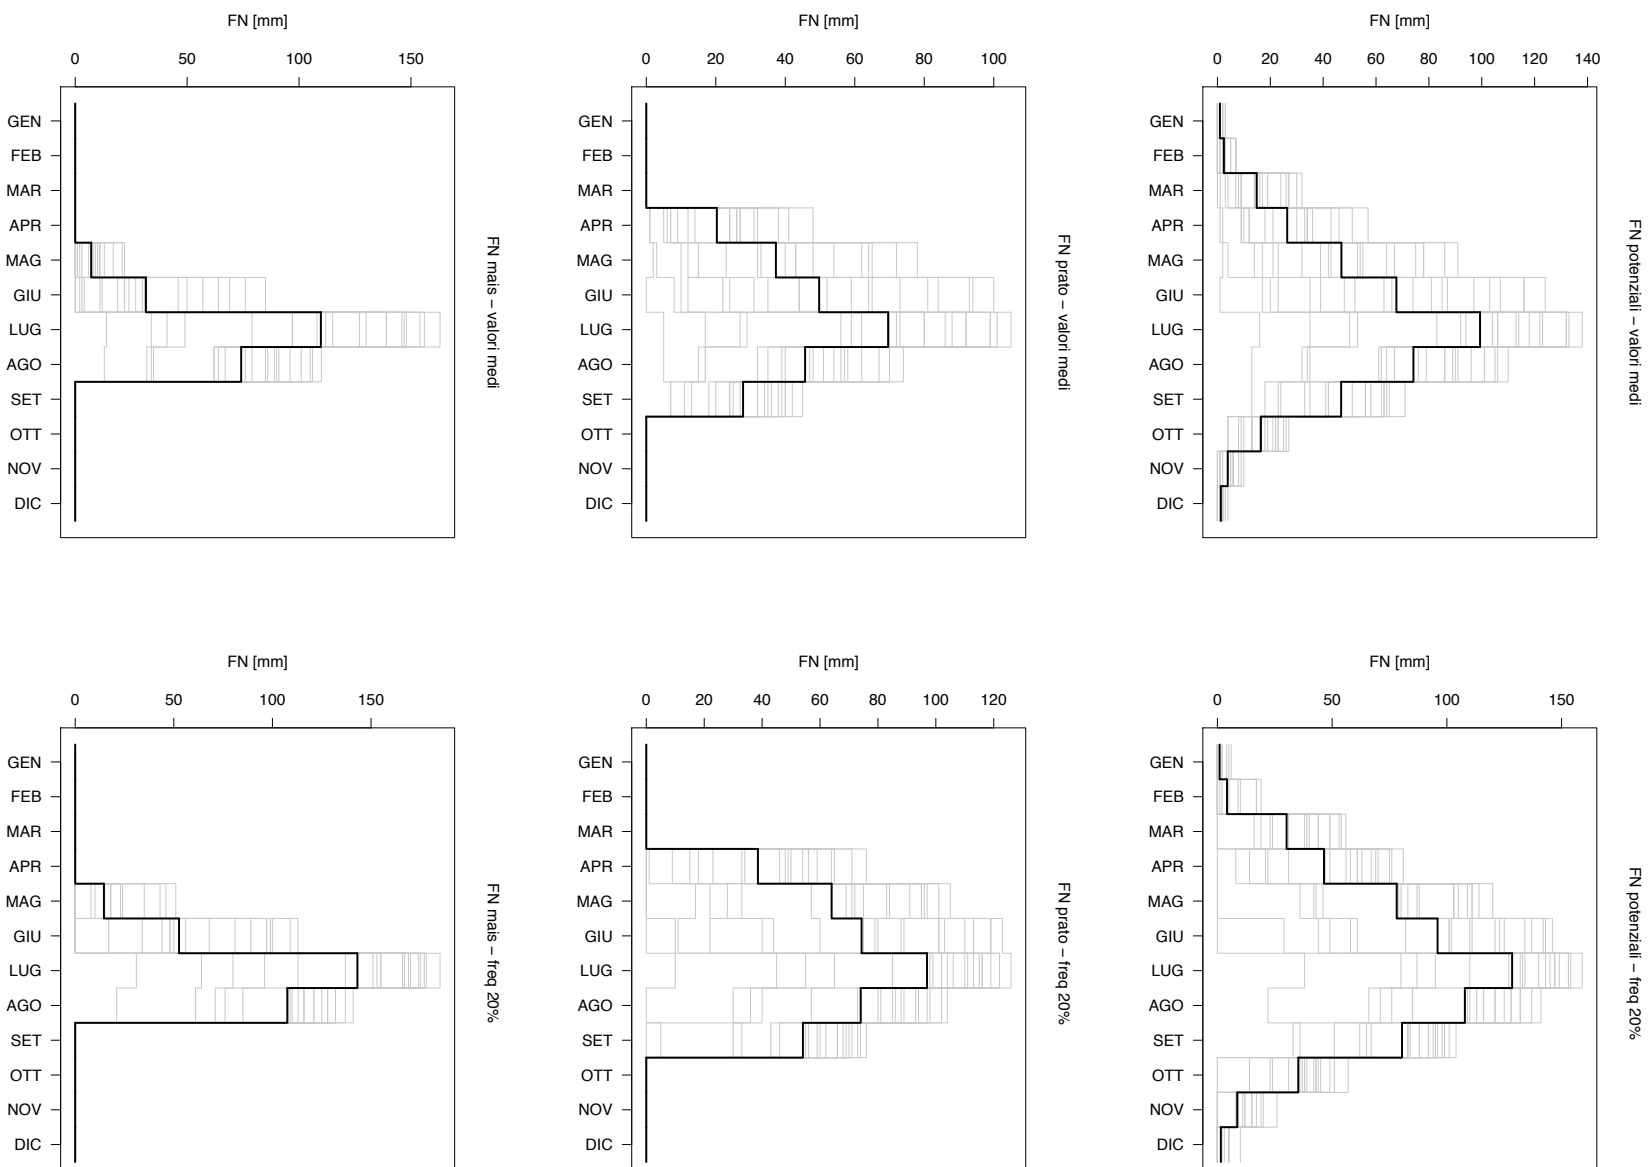 FN [mm]
0 50 100 150
GEN
FEB
MAR
APR
MAG
GIU
LUG
AGO
SET
OTT
NOV
DIC
FN mais – valori medi
FN [mm]
0 20 40 60 80 100
GEN
FEB
MAR
APR
MAG
GIU
LUG
AGO
SET
OTT
NOV
DIC
FN prato – valori medi
FN [mm]
0 20 40 60 80 100 120 140
GEN
FEB
MAR
APR
MAG
GIU
LUG
AGO
SET
OTT
NOV
DIC
FN potenziali – valori medi
FN [mm]
0 50 100 150
GEN
FEB
MAR
APR
MAG
GIU
LUG
AGO
SET
OTT
NOV
DIC
FN mais – freq 20%
FN [mm]
0 20 40 60 80 100 120
GEN
FEB
MAR
APR
MAG
GIU
LUG
AGO
SET
OTT
NOV
DIC
FN prato – freq 20%
FN [mm]
0 50 100 150
GEN
FEB
MAR
APR
MAG
GIU
LUG
AGO
SET
OTT
NOV
DIC
FN potenziali – freq 20%